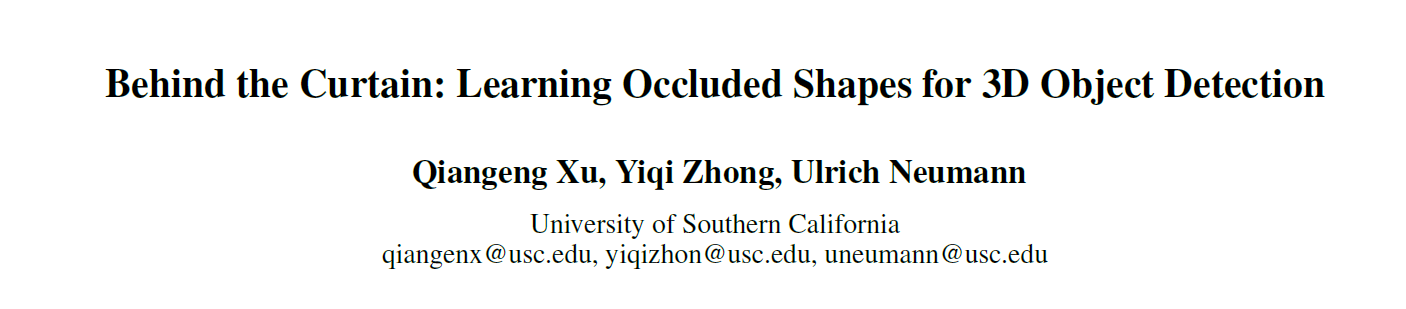 Behind the Curtain: Learning Occluded Shapes for 3D Object Detection
Qiangeng Xu, Yiqi Zhong, Ulrich Neumann
University of Southern California
qiangenx@usc.edu, yiqizhon@usc.edu, uneumann@usc.edu